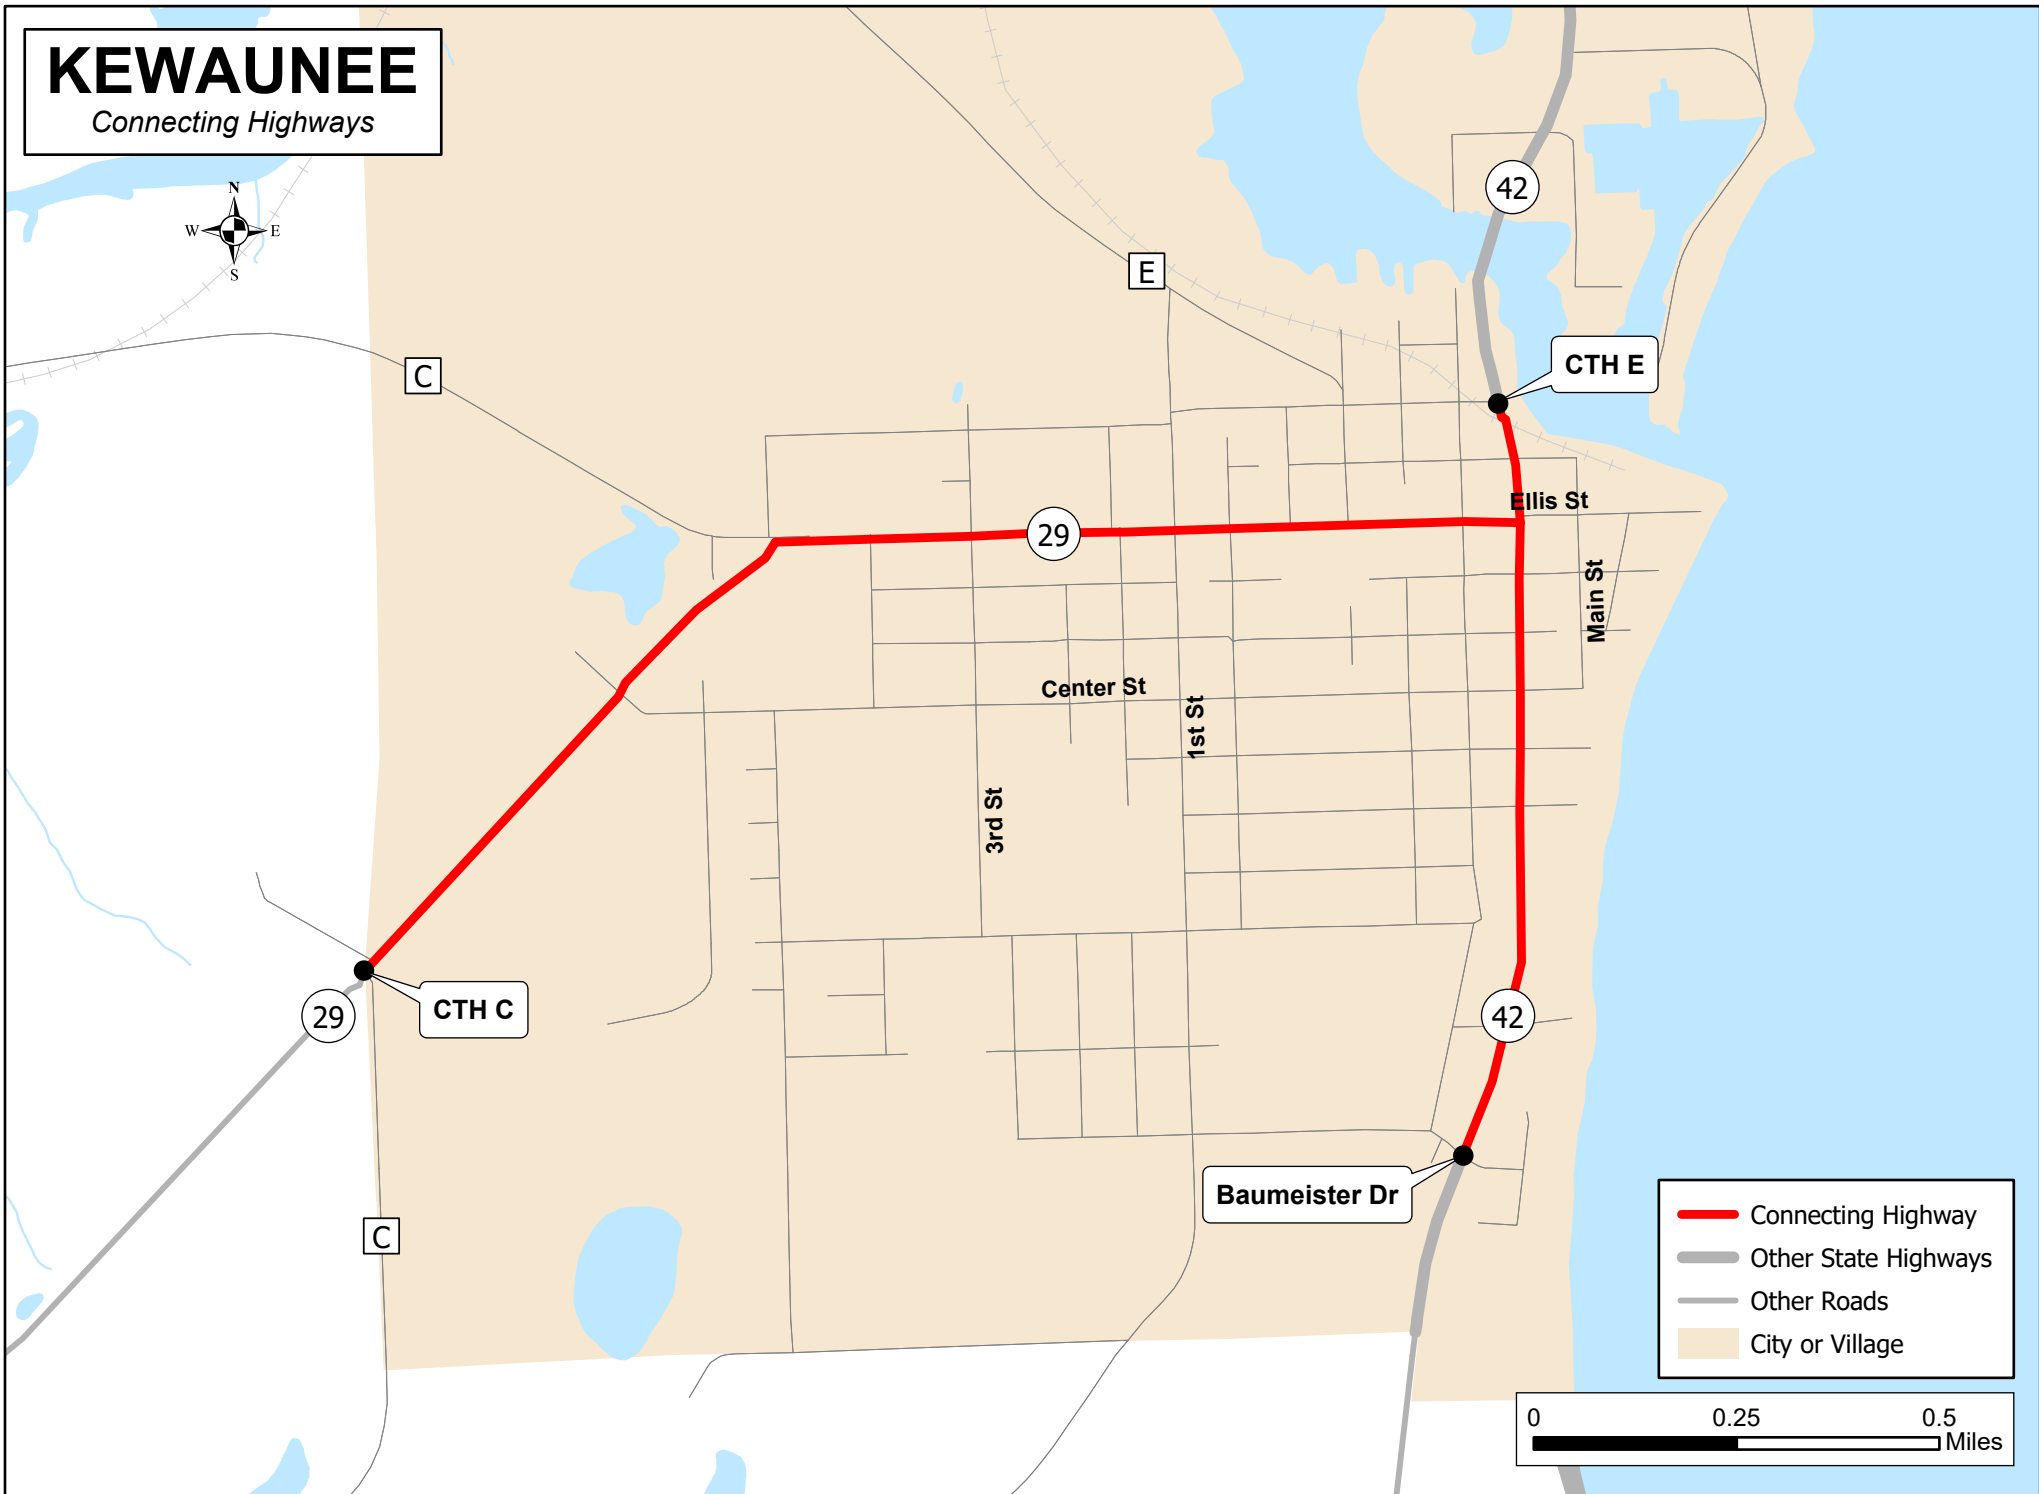 KEWAUNEE
Connecting Highways
N
W
E
S
42
E
C
CTH E
Ellis St
29
Main St
Center St
1st St
3rd St
CTH C
29
42
Baumeister Dr
C
Connecting Highway
Other State Highways
Other Roads
City or Village
0 0.25 0.5
Miles